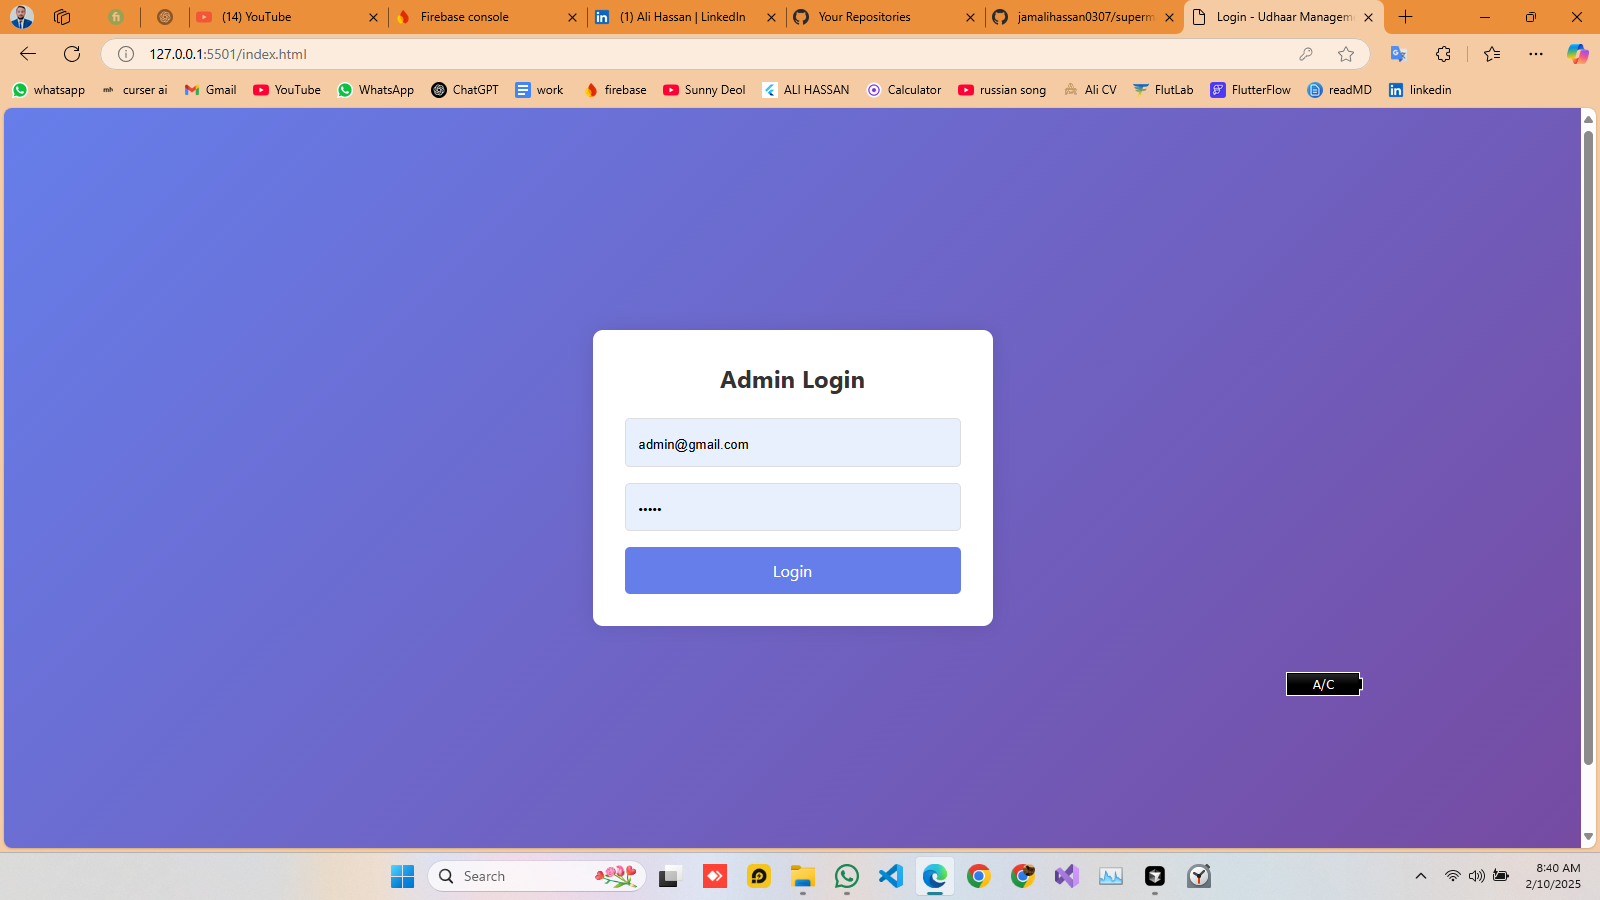 (14) YouTube
Firebase console
(1) Ali Hassan | LinkedIn
Your Repositories
jamalihassan0307/superm
Login - Udhaar Managem
127.0.0.1:5501/index.html
whatsapp
curser ai
Gmail
YouTube
WhatsApp
ChatGPT
work
firebase
Sunny Deol
ALI HASSAN
Calculator
russian song
Ali CV
FlutLab
FlutterFlow
readMD
linkedin
Admin Login
admin@gmail.com
•••••
Login
A/C
Search
8:40 AM
2/10/2025